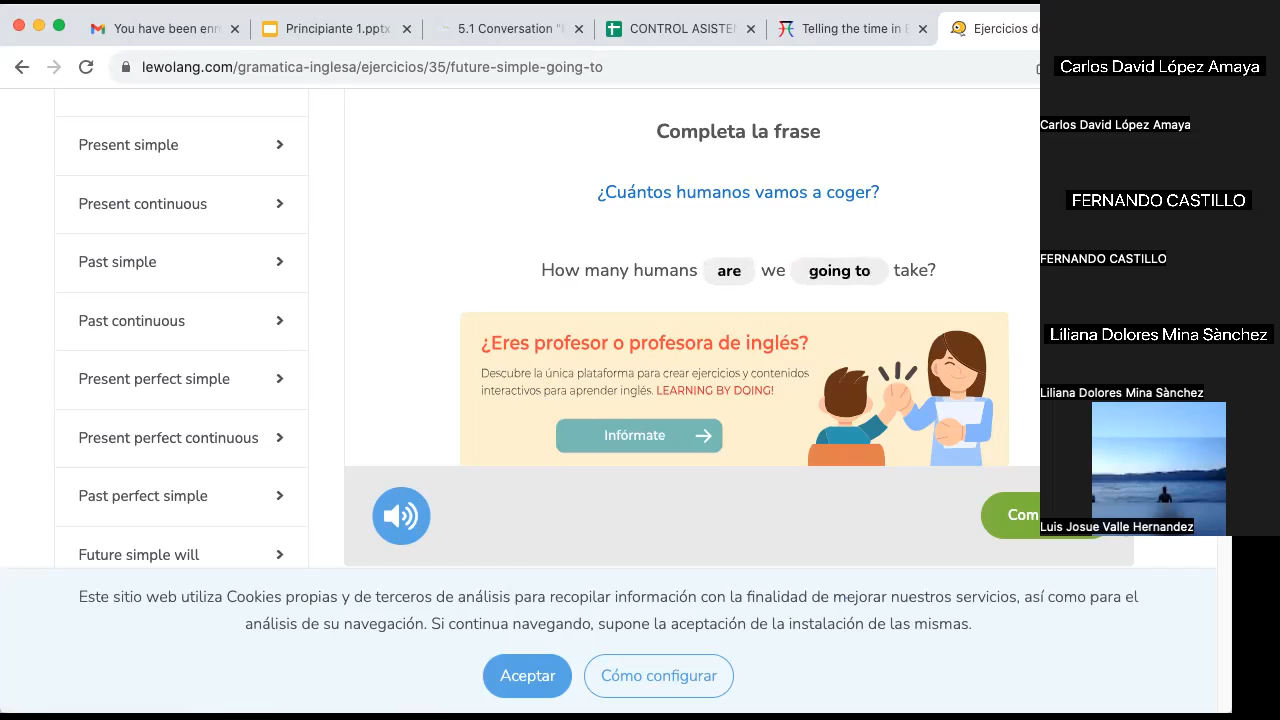 You have been enr
Principiante 1.pptx
5.1 Conversation "
CONTROL ASISTEN
Telling the time in E
Ejercicios de
lewolang.com/gramatica-inglesa/ejercicios/35/future-simple-going-to
Present simple
Present continuous
Past simple
Past continuous
Present perfect simple
Present perfect continuous
Past perfect simple
Future simple will
Completa la frase
¿Cuántos humanos vamos a coger?
How many humans are we going to take?
¿Eres profesor o profesora de inglés?
Descubre la única plataforma para crear ejercicios y contenidos
interactivos para aprender inglés. LEARNING BY DOING!
Infórmate
Com
Este sitio web utiliza Cookies propias y de terceros de análisis para recopilar información con la finalidad de mejorar nuestros servicios, así como para el
análisis de su navegación. Si continua navegando, supone la aceptación de la instalación de las mismas.
Aceptar
Cómo configurar
Carlos David López Amaya
Carlos David López Amaya
FERNANDO CASTILLO
FERNANDO CASTILLO
Liliana Dolores Mina Sànchez
Liliana Dolores Mina Sànchez
Luis Josue Valle Hernandez